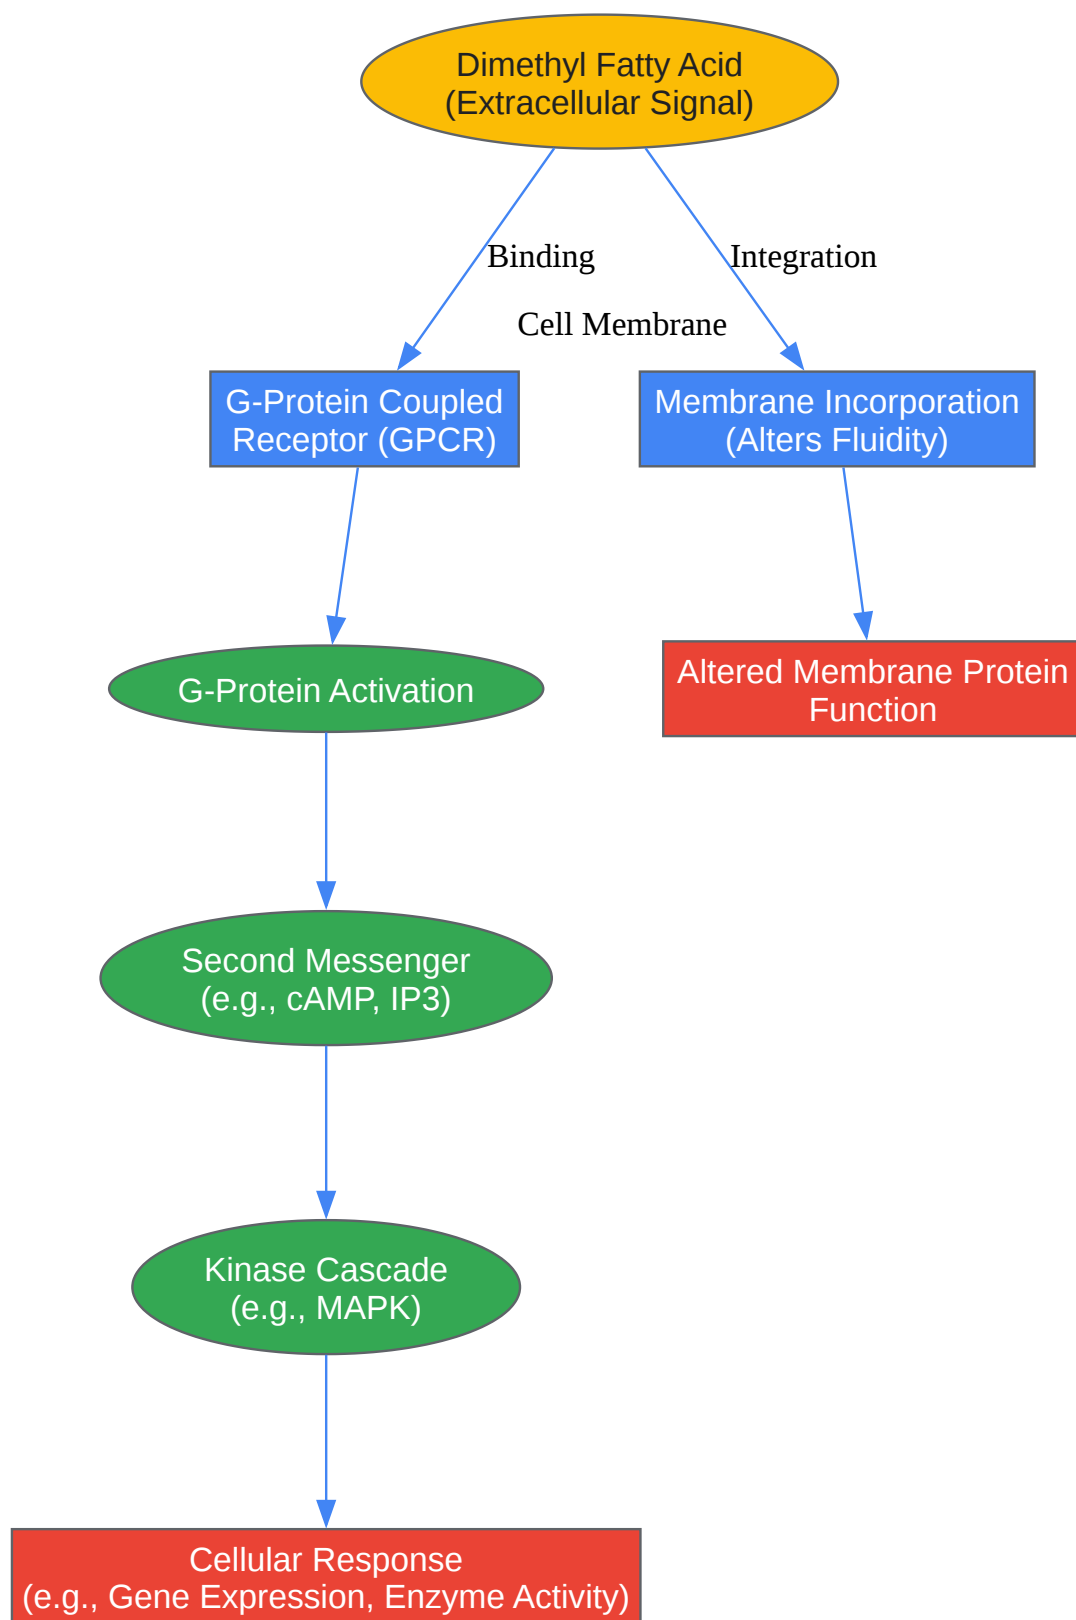 Dimethyl Fatty Acid
(Extracellular Signal)
Binding
Integration
Cell Membrane
G-Protein Coupled
Receptor (GPCR)
Membrane Incorporation
(Alters Fluidity)
G-Protein Activation
Altered Membrane Protein
Function
Second Messenger
(e.g., cAMP, IP3)
Kinase Cascade
(e.g., MAPK)
Cellular Response
(e.g., Gene Expression, Enzyme Activity)